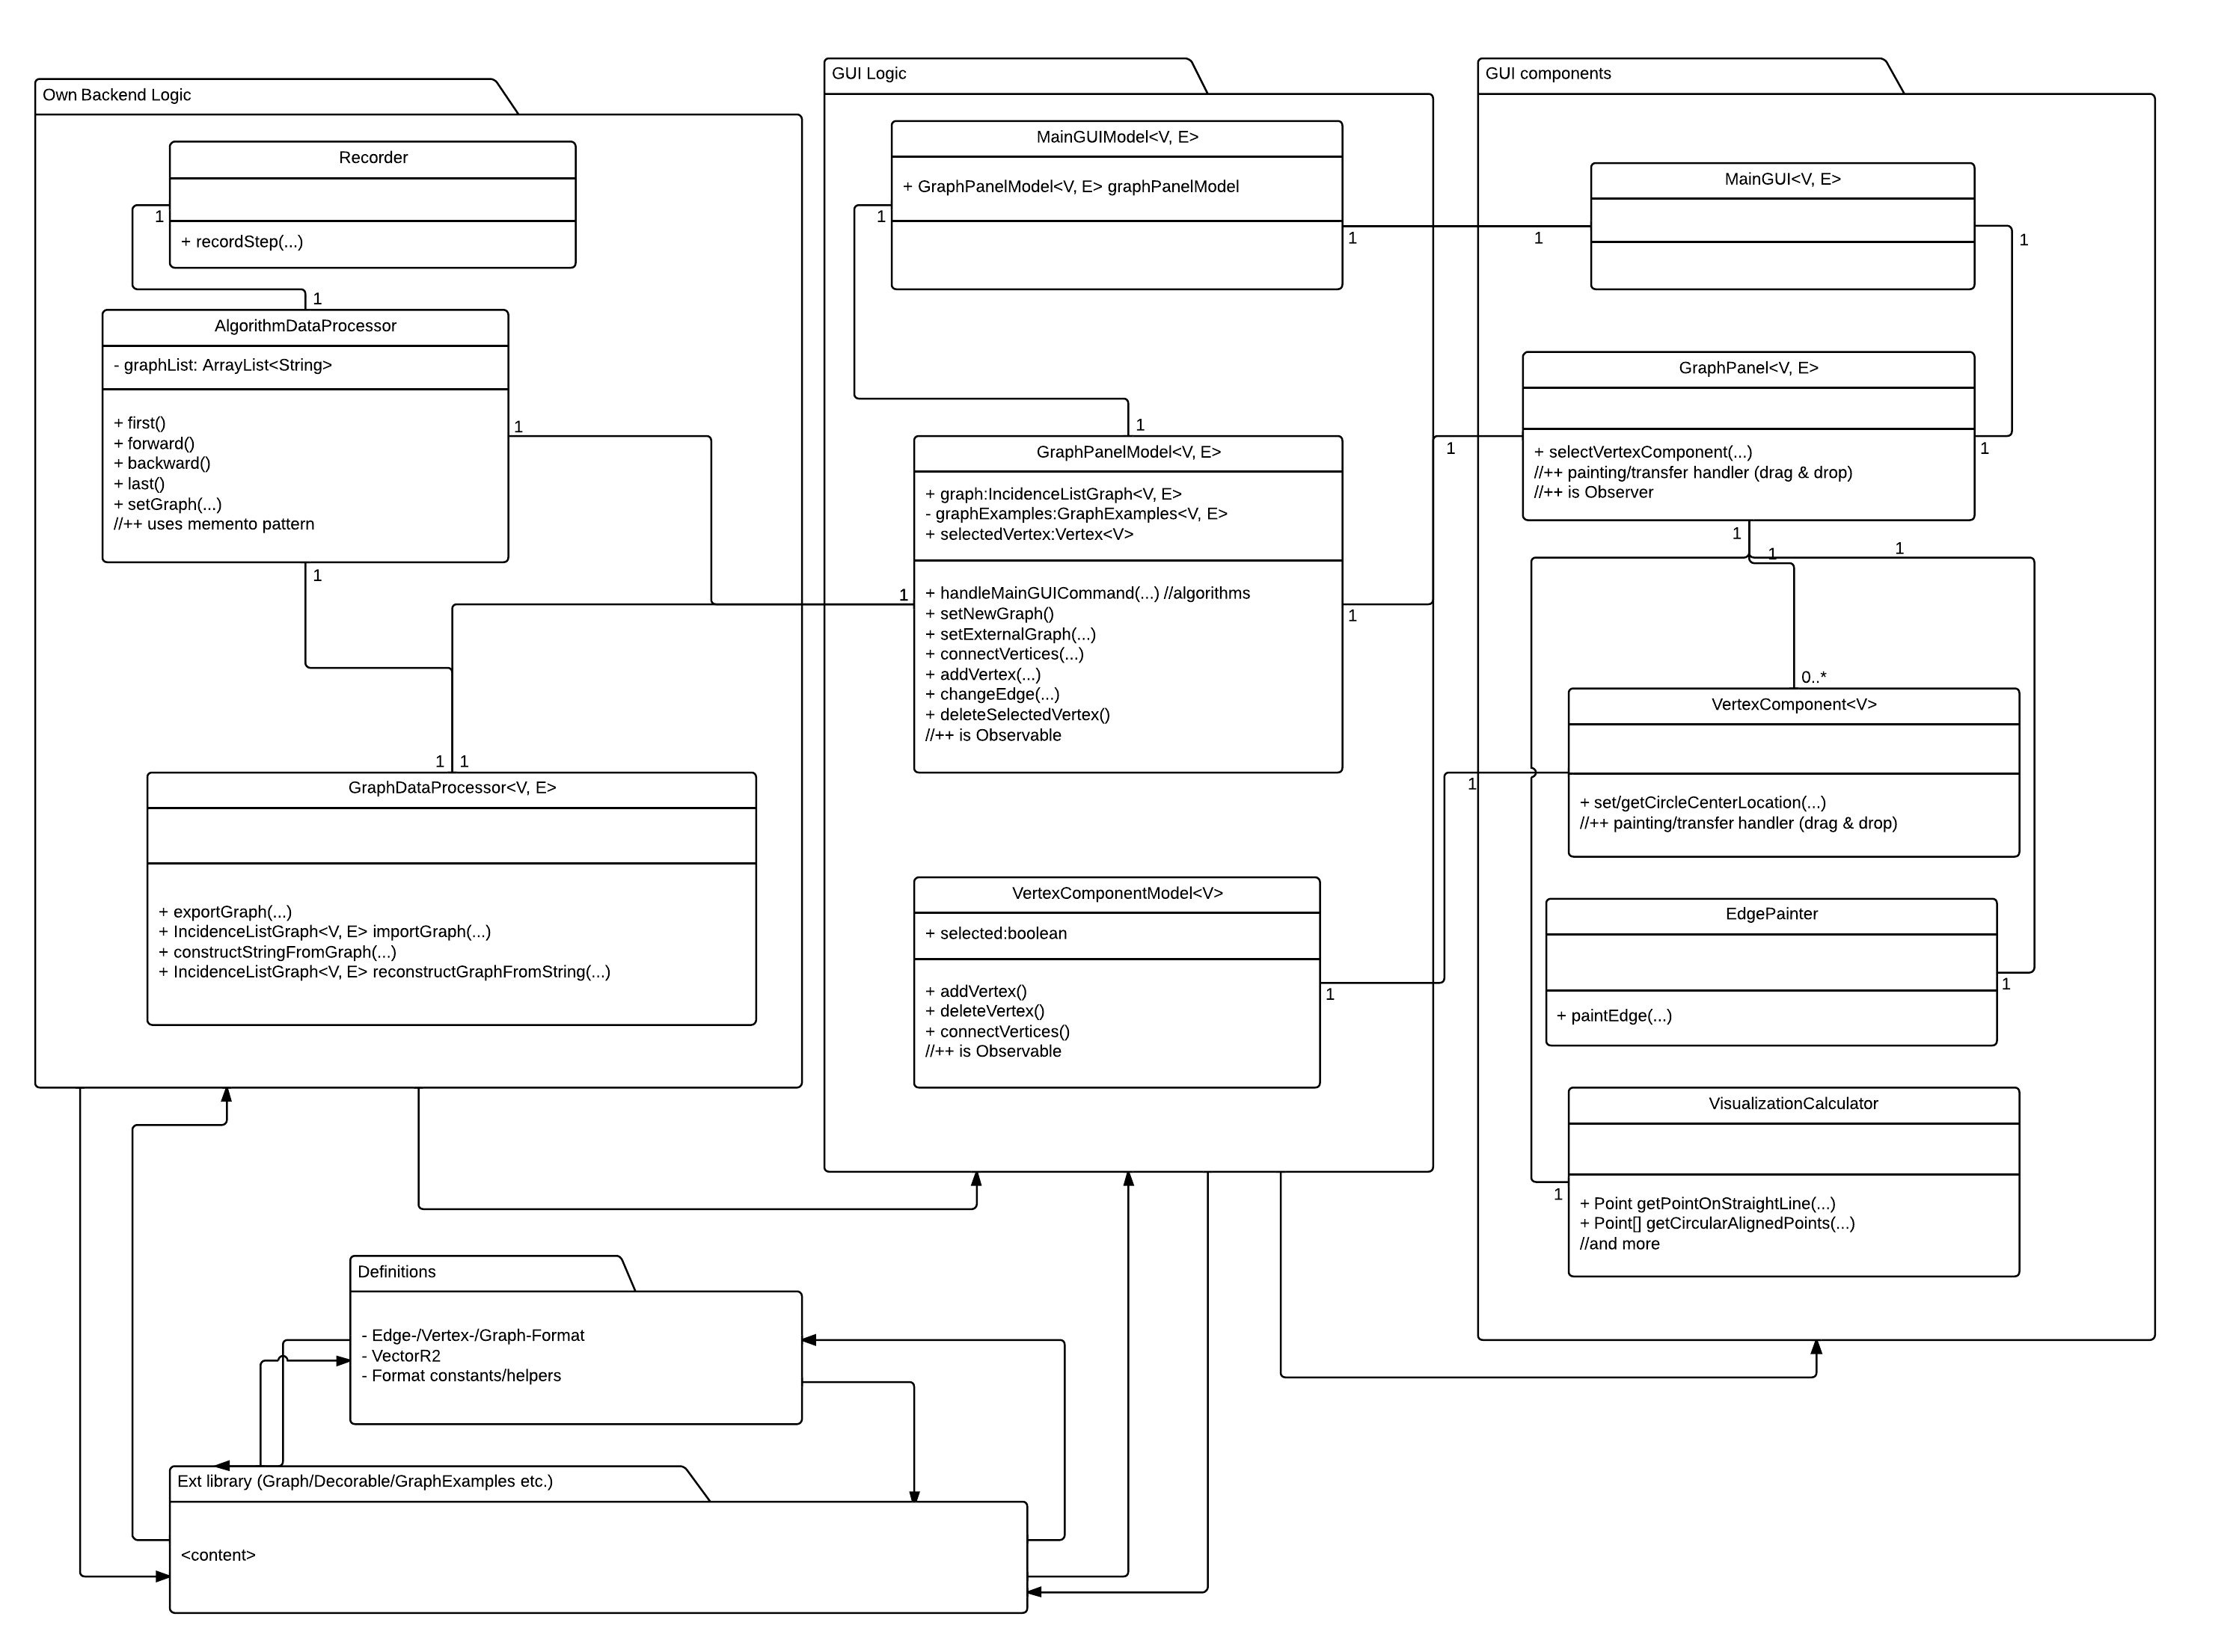 Own Backend Logic
Recorder
1
+ recordStep(...)
1
AlgorithmDataProcessor
- graphList: ArrayList<String>
+ first()
+ forward()
+ backward()
+ last()
+ setGraph(...)
//++ uses memento pattern
1
1
1
1
GraphDataProcessor<V, E>
+ exportGraph(...)
+ IncidenceListGraph<V, E> importGraph(...)
+ constructStringFromGraph(...)
+ IncidenceListGraph<V, E> reconstructGraphFromString(...)
GUI Logic
MainGUIModel<V, E>
+ GraphPanelModel<V, E> graphPanelModel
1
1
1
1
GraphPanelModel<V, E>
+ graph:IncidenceListGraph<V, E>
- graphExamples:GraphExamples<V, E>
+ selectedVertex:Vertex<V>
1
+ handleMainGUICommand(...) //algorithms
+ setNewGraph()
+ setExternalGraph(...)
+ connectVertices(...)
+ addVertex(...)
+ changeEdge(...)
+ deleteSelectedVertex()
//++ is Observable
1
1
1
VertexComponentModel<V>
+ selected:boolean
+ addVertex()
+ deleteVertex()
+ connectVertices()
//++ is Observable
1
GUI components
MainGUI<V, E>
1
GraphPanel<V, E>
1
+ selectVertexComponent(...)
//++ painting/transfer handler (drag & drop)
//++ is Observer
1
1
1
0..*
VertexComponent<V>
+ set/getCircleCenterLocation(...)
//++ painting/transfer handler (drag & drop)
EdgePainter
1
+ paintEdge(...)
VisualizationCalculator
1
+ Point getPointOnStraightLine(...)
+ Point[] getCircularAlignedPoints(...)
//and more
Definitions
- Edge-/Vertex-/Graph-Format
- VectorR2
- Format constants/helpers
Ext library (Graph/Decorable/GraphExamples etc.)
<content>